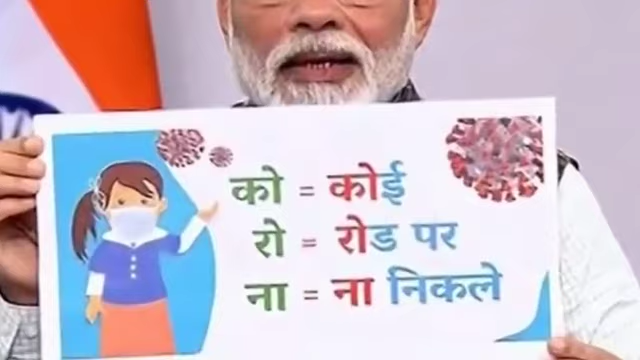 को = कोई
रो = रोड पर
ना = ना निकले